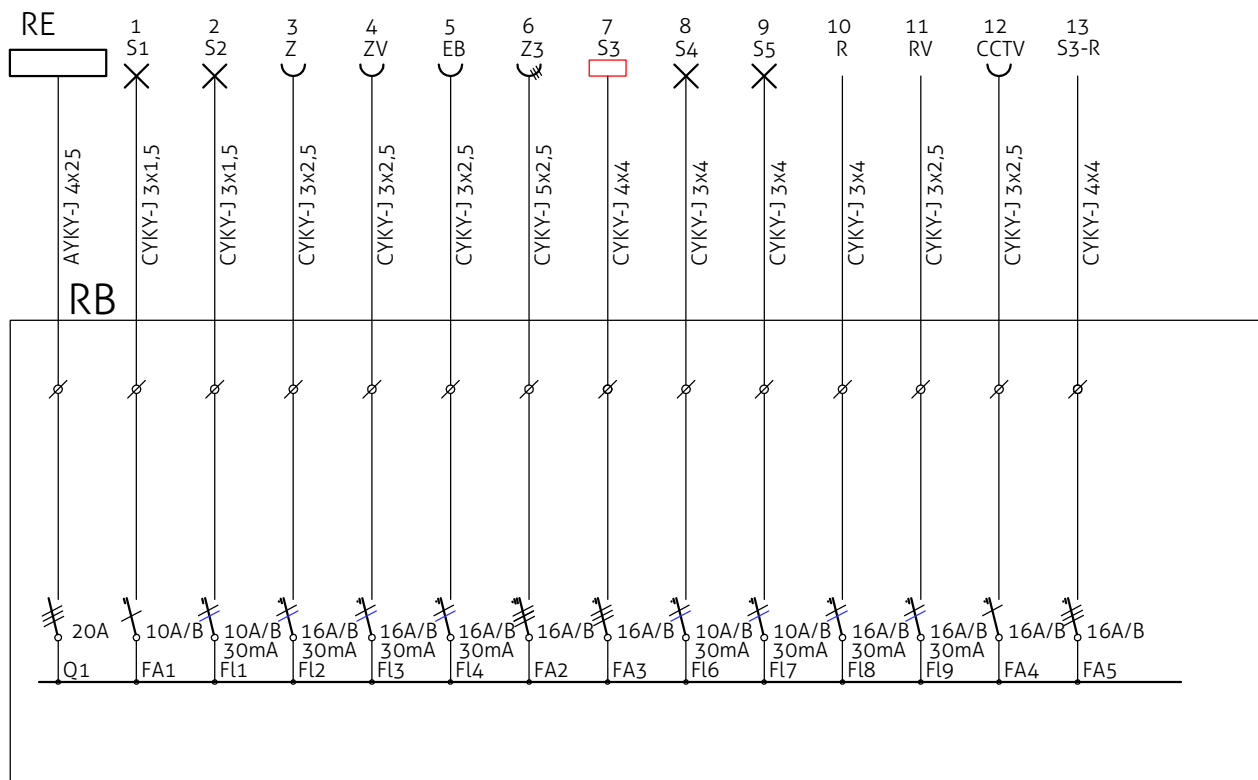 RE
1 2 3 4 5 6 7 8 9 10 11 12 13
S1 S2 Z ZV EB Z3 S3 S4 S5 R RV CCTV S3-R
AYKY-J 4x25
CYKY-J 3x1,5
CYKY-J 3x1,5
CYKY-J 3x2,5
CYKY-J 3x2,5
CYKY-J 3x2,5
CYKY-J 5x2,5
CYKY-J 4x4
CYKY-J 3x4
CYKY-J 3x4
CYKY-J 3x4
CYKY-J 3x2,5
CYKY-J 3x2,5
CYKY-J 4x4
RB
20A 10A/B 10A/B 16A/B 16A/B 16A/B 16A/B 16A/B 10A/B 10A/B 16A/B 16A/B 16A/B 16A/B
30mA 30mA 30mA 30mA 30mA 30mA 30mA 30mA
Q1 FA1 FI1 FI2 FI3 FI4 FA2 FA3 FI6 FI7 FI8 FI9 FA4 FA5